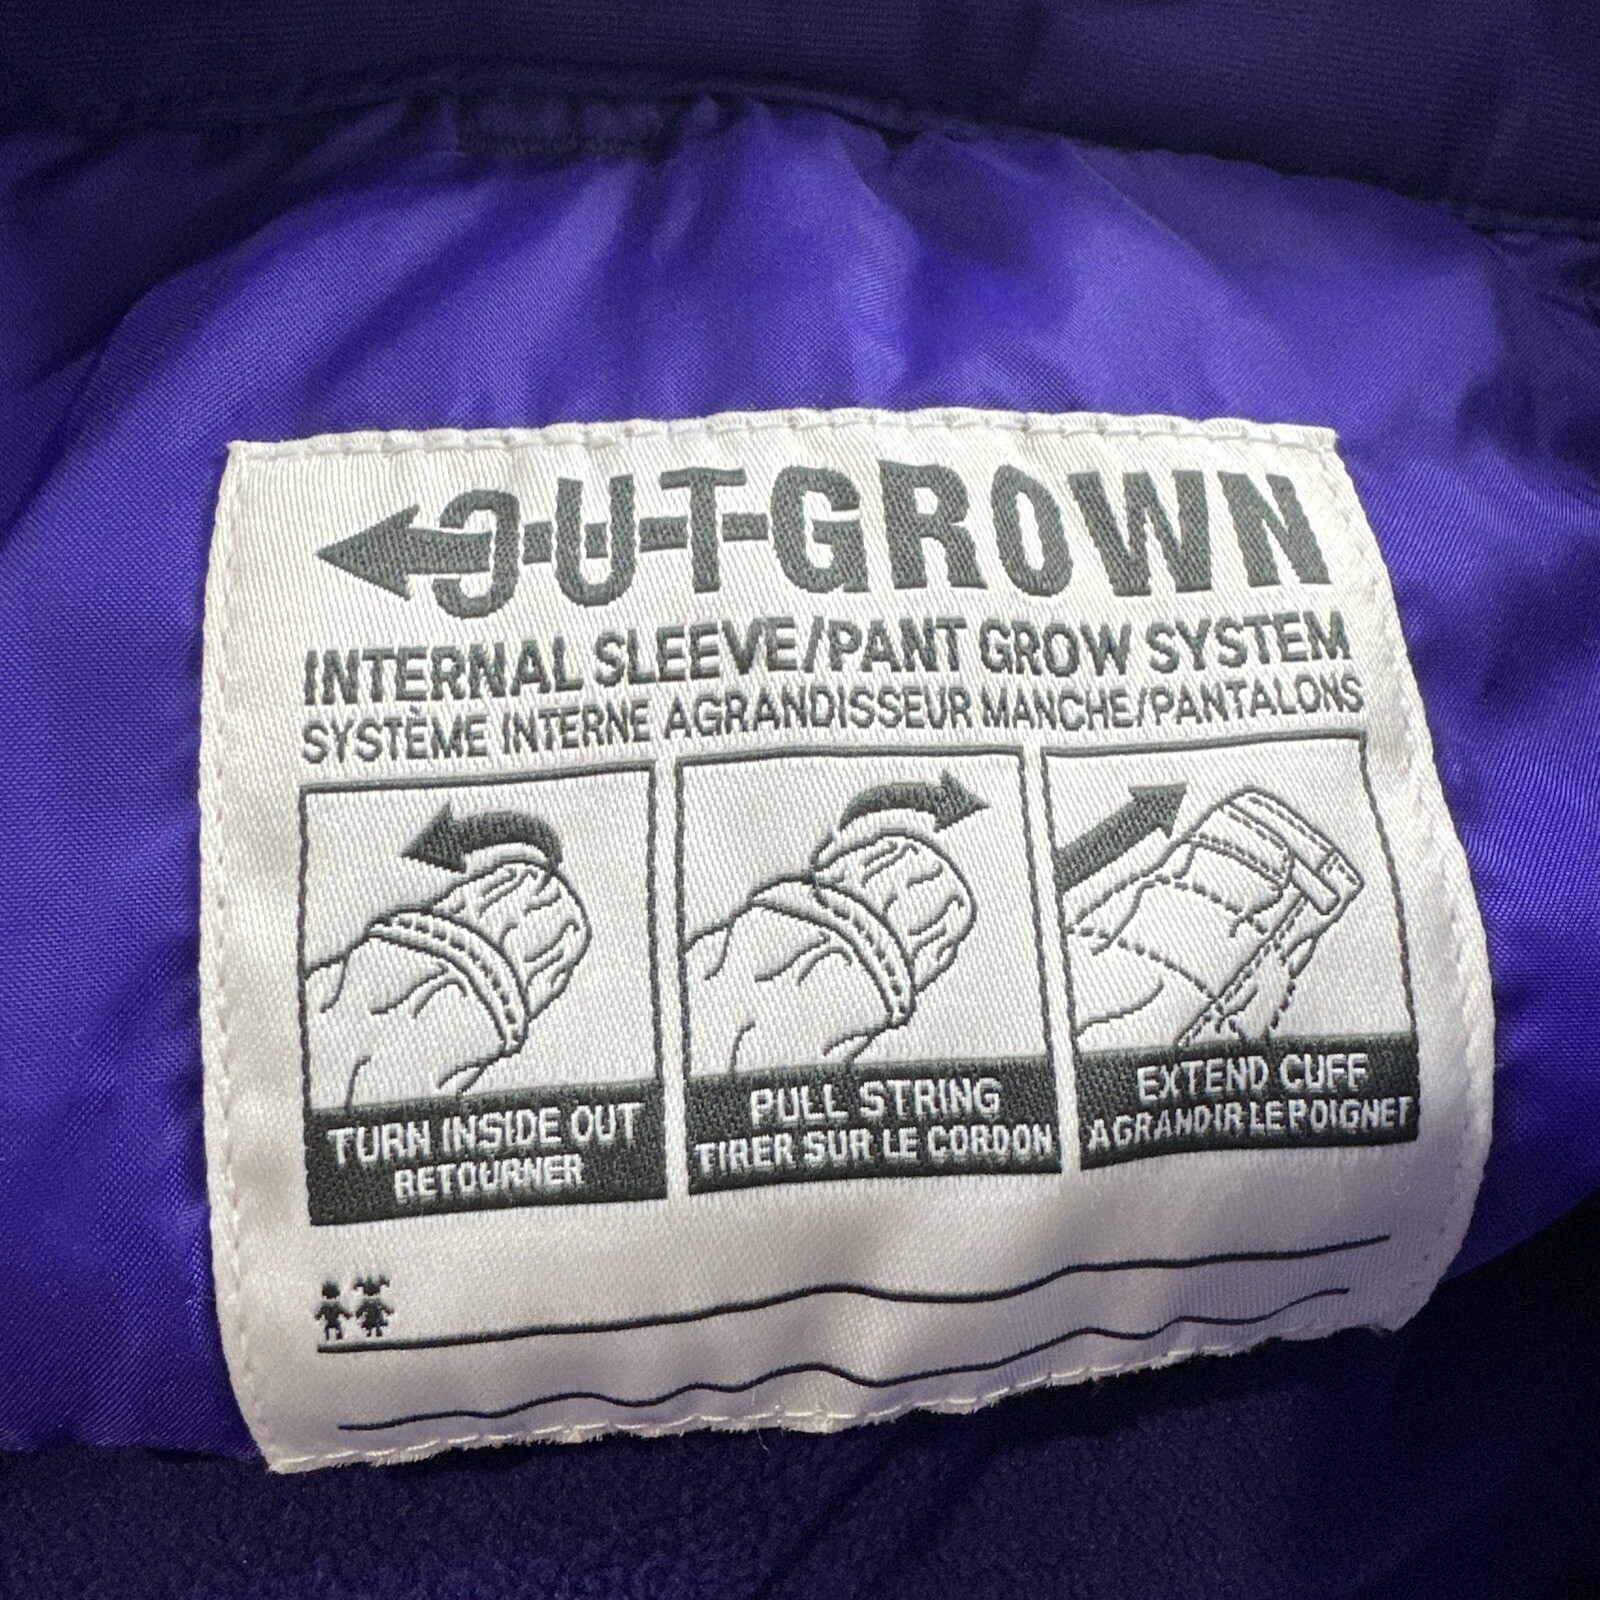 OUTGROWN
INTERNAL SLEEVE/PANT GROW SYSTEM
SYSTÈME INTERNE AGRANDISSEUR MANCHE/PANTALONS
TURN INSIDE OUT
RETOURNER
PULL STRING
TIRER SUR LE CORDON
EXTEND CUFF
AGRANDIR LE POIGNET